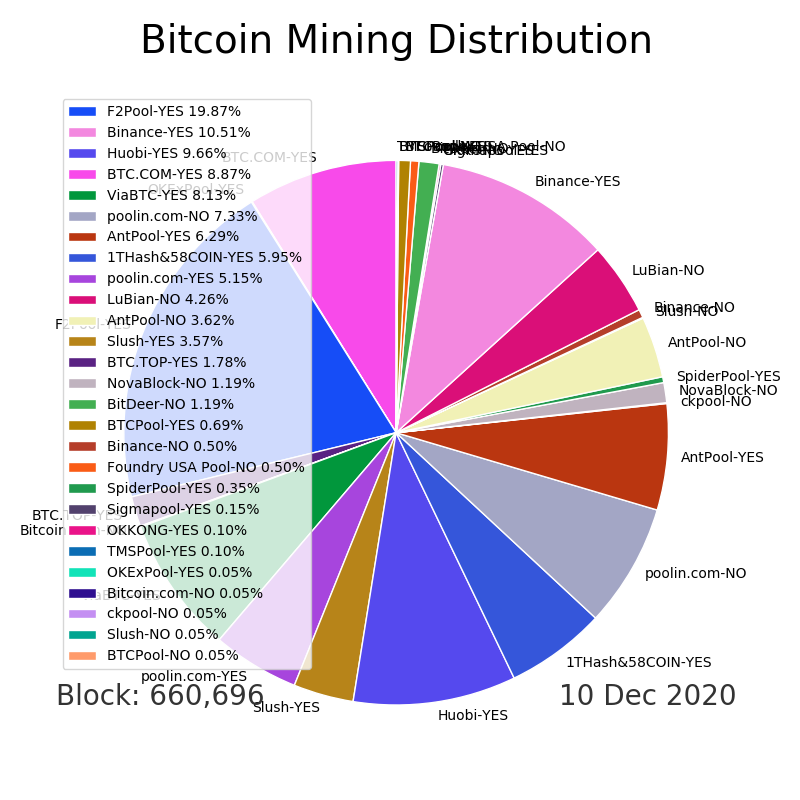 Bitcoin Mining Distribution
F2Pool-YES 19.87%
Binance-YES 10.51%
Huobi-YES 9.66%
BTC.COM-YES 8.87%
ViaBTC-YES 8.13%
poolin.com-NO 7.33%
AntPool-YES 6.29%
1THash&58COIN-YES 5.95%
poolin.com-YES 5.15%
LuBian-NO 4.26%
AntPool-NO 3.62%
Slush-YES 3.57%
BTC.TOP-YES 1.78%
NovaBlock-NO 1.19%
BitDeer-NO 1.19%
BTCPool-YES 0.69%
Binance-NO 0.50%
Foundry USA Pool-NO 0.50%
SpiderPool-YES 0.35%
Sigmapool-YES 0.15%
OKKONG-YES 0.10%
TMSPool-YES 0.10%
OKExPool-YES 0.05%
Bitcoin.com-NO 0.05%
ckpool-NO 0.05%
Slush-NO 0.05%
BTCPool-NO 0.05%
BTC.COM-YES
OKExPool-YES
Binance-YES
LuBian-NO
Binance-NO
Slush-NO
AntPool-NO
SpiderPool-YES
NovaBlock-NO
ckpool-NO
AntPool-YES
poolin.com-NO
1THash&58COIN-YES
Huobi-YES
Slush-YES
poolin.com-YES
BTC.TOP-YES
F2Pool-YES
Block: 660,696
10 Dec 2020